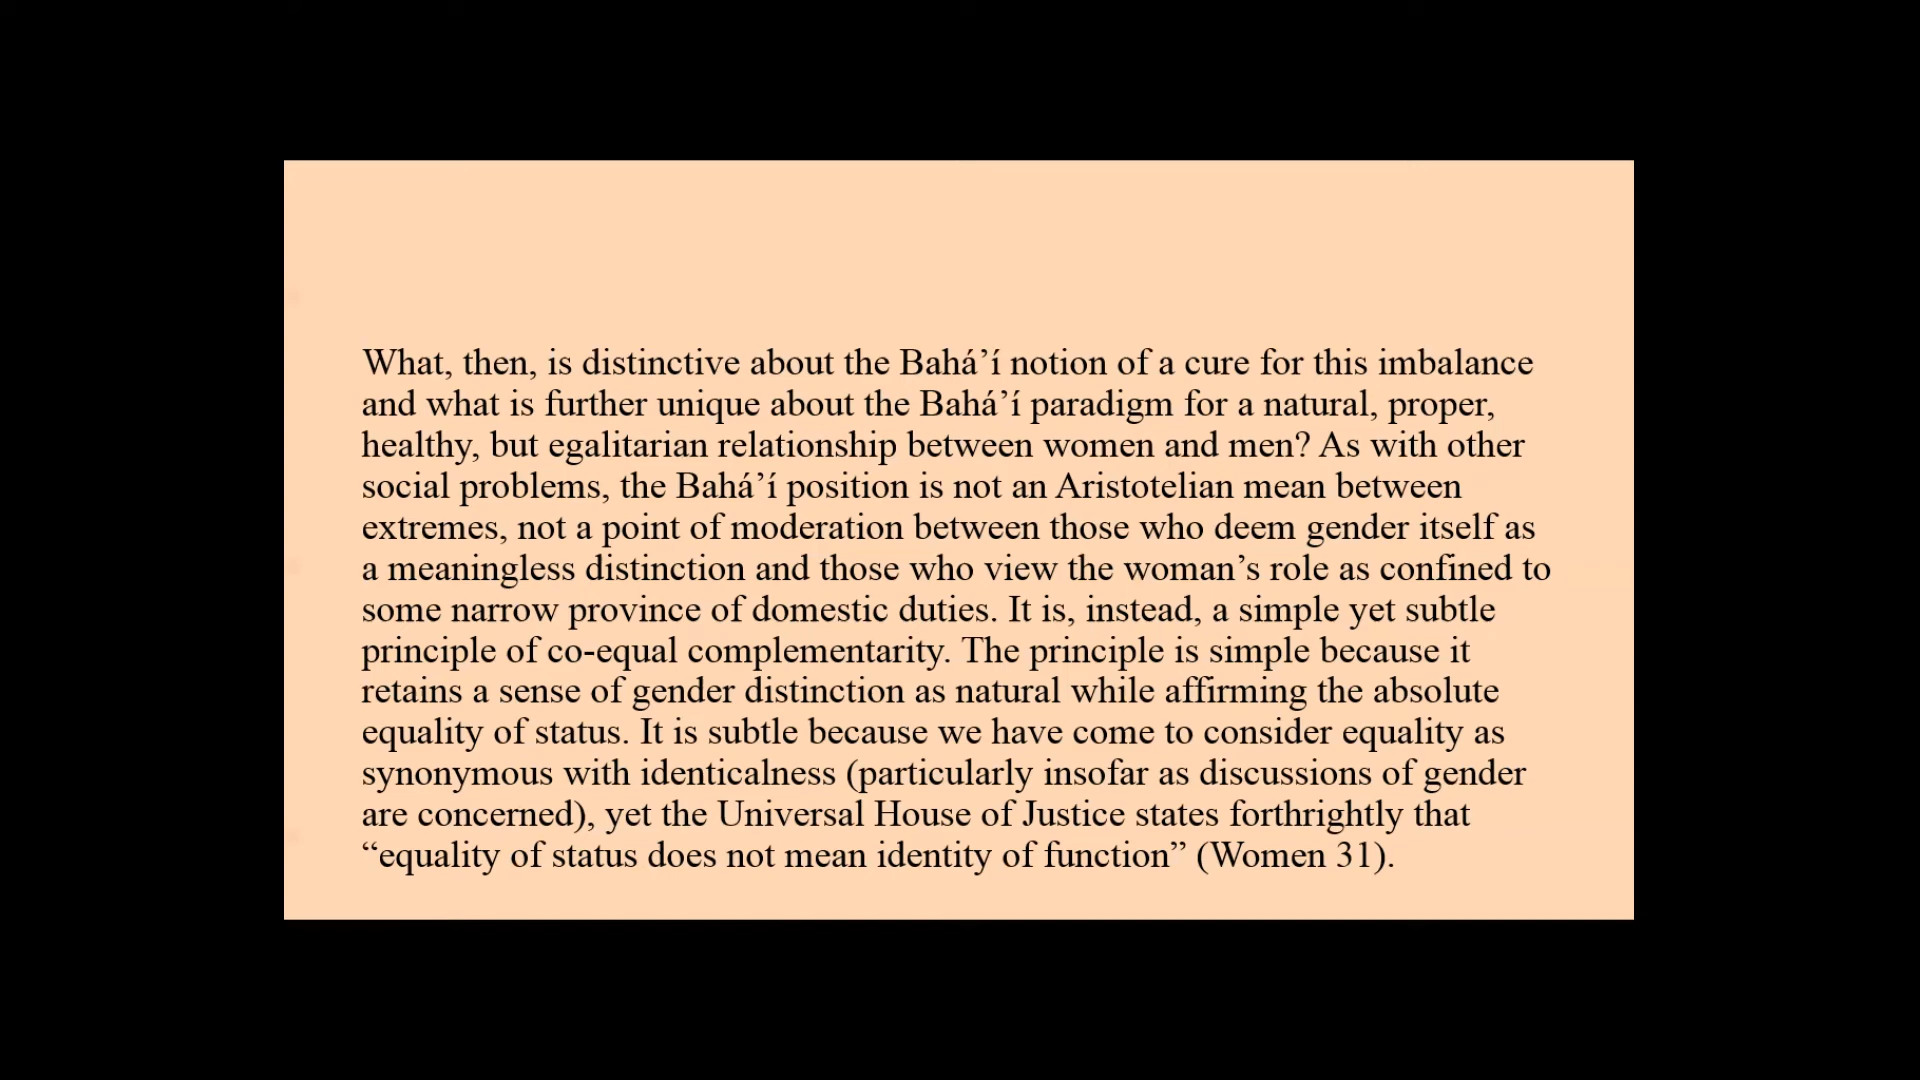 What, then, is distinctive about the Bahá’í notion of a cure for this imbalance
and what is further unique about the Bahá’í paradigm for a natural, proper,
healthy, but egalitarian relationship between women and men? As with other
social problems, the Bahá’í position is not an Aristotelian mean between
extremes, not a point of moderation between those who deem gender itself as
a meaningless distinction and those who view the woman’s role as confined to
some narrow province of domestic duties. It is, instead, a simple yet subtle
principle of co-equal complementarity. The principle is simple because it
retains a sense of gender distinction as natural while affirming the absolute
equality of status. It is subtle because we have come to consider equality as
synonymous with identicalness (particularly insofar as discussions of gender
are concerned), yet the Universal House of Justice states forthrightly that
“equality of status does not mean identity of function” (Women 31).